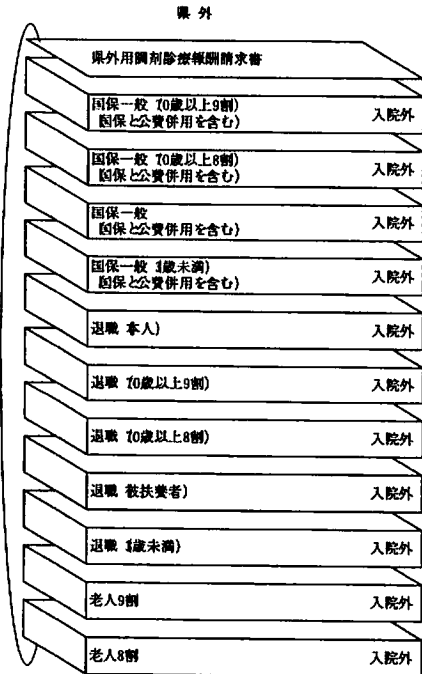 県外
県外用調剤診療報酬請求書
国保一般 70歳以上9割)
国保と公費併用を含む) 入院外
国保一般 70歳以上8割)
国保と公費併用を含む) 入院外
国保一般
国保と公費併用を含む) 入院外
国保一般 3歳未満)
国保と公費併用を含む) 入院外
退職 本人) 入院外
退職 70歳以上9割) 入院外
退職 70歳以上8割) 入院外
退職 被扶養者) 入院外
退職 3歳未満) 入院外
老人9割 入院外
老人8割 入院外